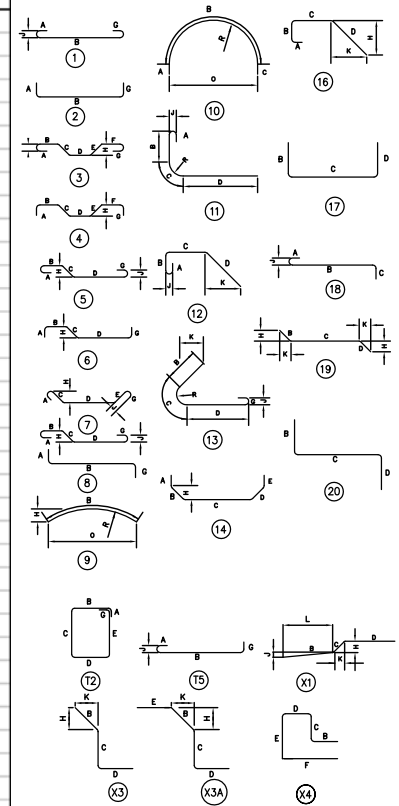 A G
J
B
1
A G
B
2
B F
J A C E G H
D
3
A C E G H
D
4
B
A H C D G J
5
B
A H C D G
6
H
A C D E G
7
B
A H C D G J
A
B G
8
B
H R
O
9
B
R
A C
O
10
J
A
B
R
C D
11
C
B A D
J K
12
K
B
R
C D G J
13
A E
H
B C D
14
C
B D H
A K
16
B D
C
17
J A
B C
18
K
H B C
K D H
19
B
C
D
20
B
G A
C E
D
T2
J A G
B
T5
L
D
J B H
K
X1
K
H B
C
D
X3
K
E
B H
C
D
X3A
D
C
E B
F
X4